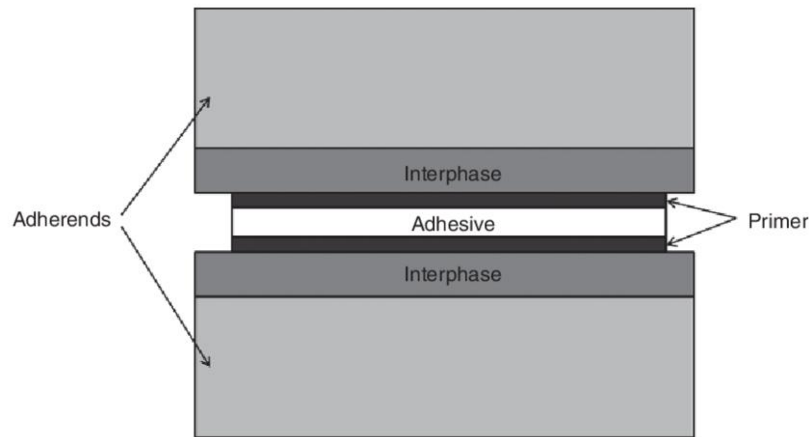 Interphase
Adherends
Adhesive
Primer
Interphase